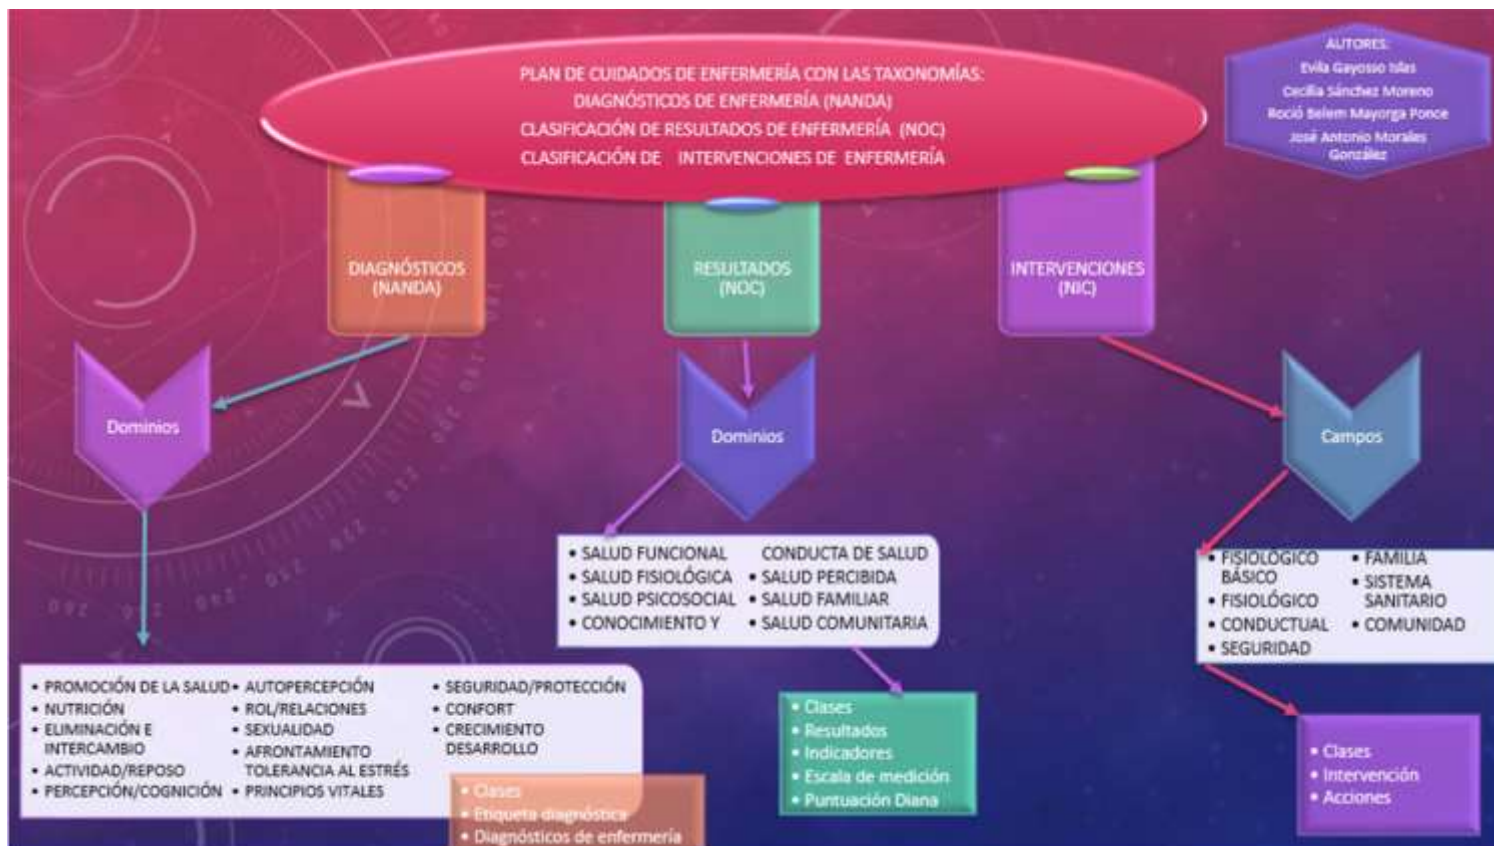 PLAN DE CUIDADOS DE ENFERMERÍA CON LAS TAXONOMÍAS:
DIAGNÓSTICOS DE ENFERMERÍA (NANDA)
CLASIFICACIÓN DE RESULTADOS DE ENFERMERÍA (NOC)
CLASIFICACIÓN DE INTERVENCIONES DE ENFERMERÍA
AUTORES:
Evila Gayosso Islas
Cecilia Sánchez Moreno
Roció Belem Mayorga Ponce
José Antonio Morales
González
DIAGNÓSTICOS
(NANDA)
RESULTADOS
(NOC)
INTERVENCIONES
(NIC)
Dominios
Dominios
Campos
• SALUD FUNCIONAL
• SALUD FISIOLÓGICA
• SALUD PSICOSOCIAL
• CONOCIMIENTO Y
CONDUCTA DE SALUD
• SALUD PERCIBIDA
• SALUD FAMILIAR
• SALUD COMUNITARIA
• FISIOLÓGICO
BÁSICO
• FISIOLÓGICO
• CONDUCTUAL
• SEGURIDAD
• FAMILIA
• SISTEMA
SANITARIO
• COMUNIDAD
• PROMOCIÓN DE LA SALUD
• NUTRICIÓN
• ELIMINACIÓN E
INTERCAMBIO
• ACTIVIDAD/REPOSO
• PERCEPCIÓN/COGNICIÓN
• AUTOPERCEPCIÓN
• ROL/RELACIONES
• SEXUALIDAD
• AFRONTAMIENTO
TOLERANCIA AL ESTRÉS
• PRINCIPIOS VITALES
• SEGURIDAD/PROTECCIÓN
• CONFORT
• CRECIMIENTO
DESARROLLO
• Clases
• Etiqueta diagnóstica
• Diagnósticos de enfermería
• Clases
• Resultados
• Indicadores
• Escala de medición
• Puntuación Diana
• Clases
• Intervención
• Acciones